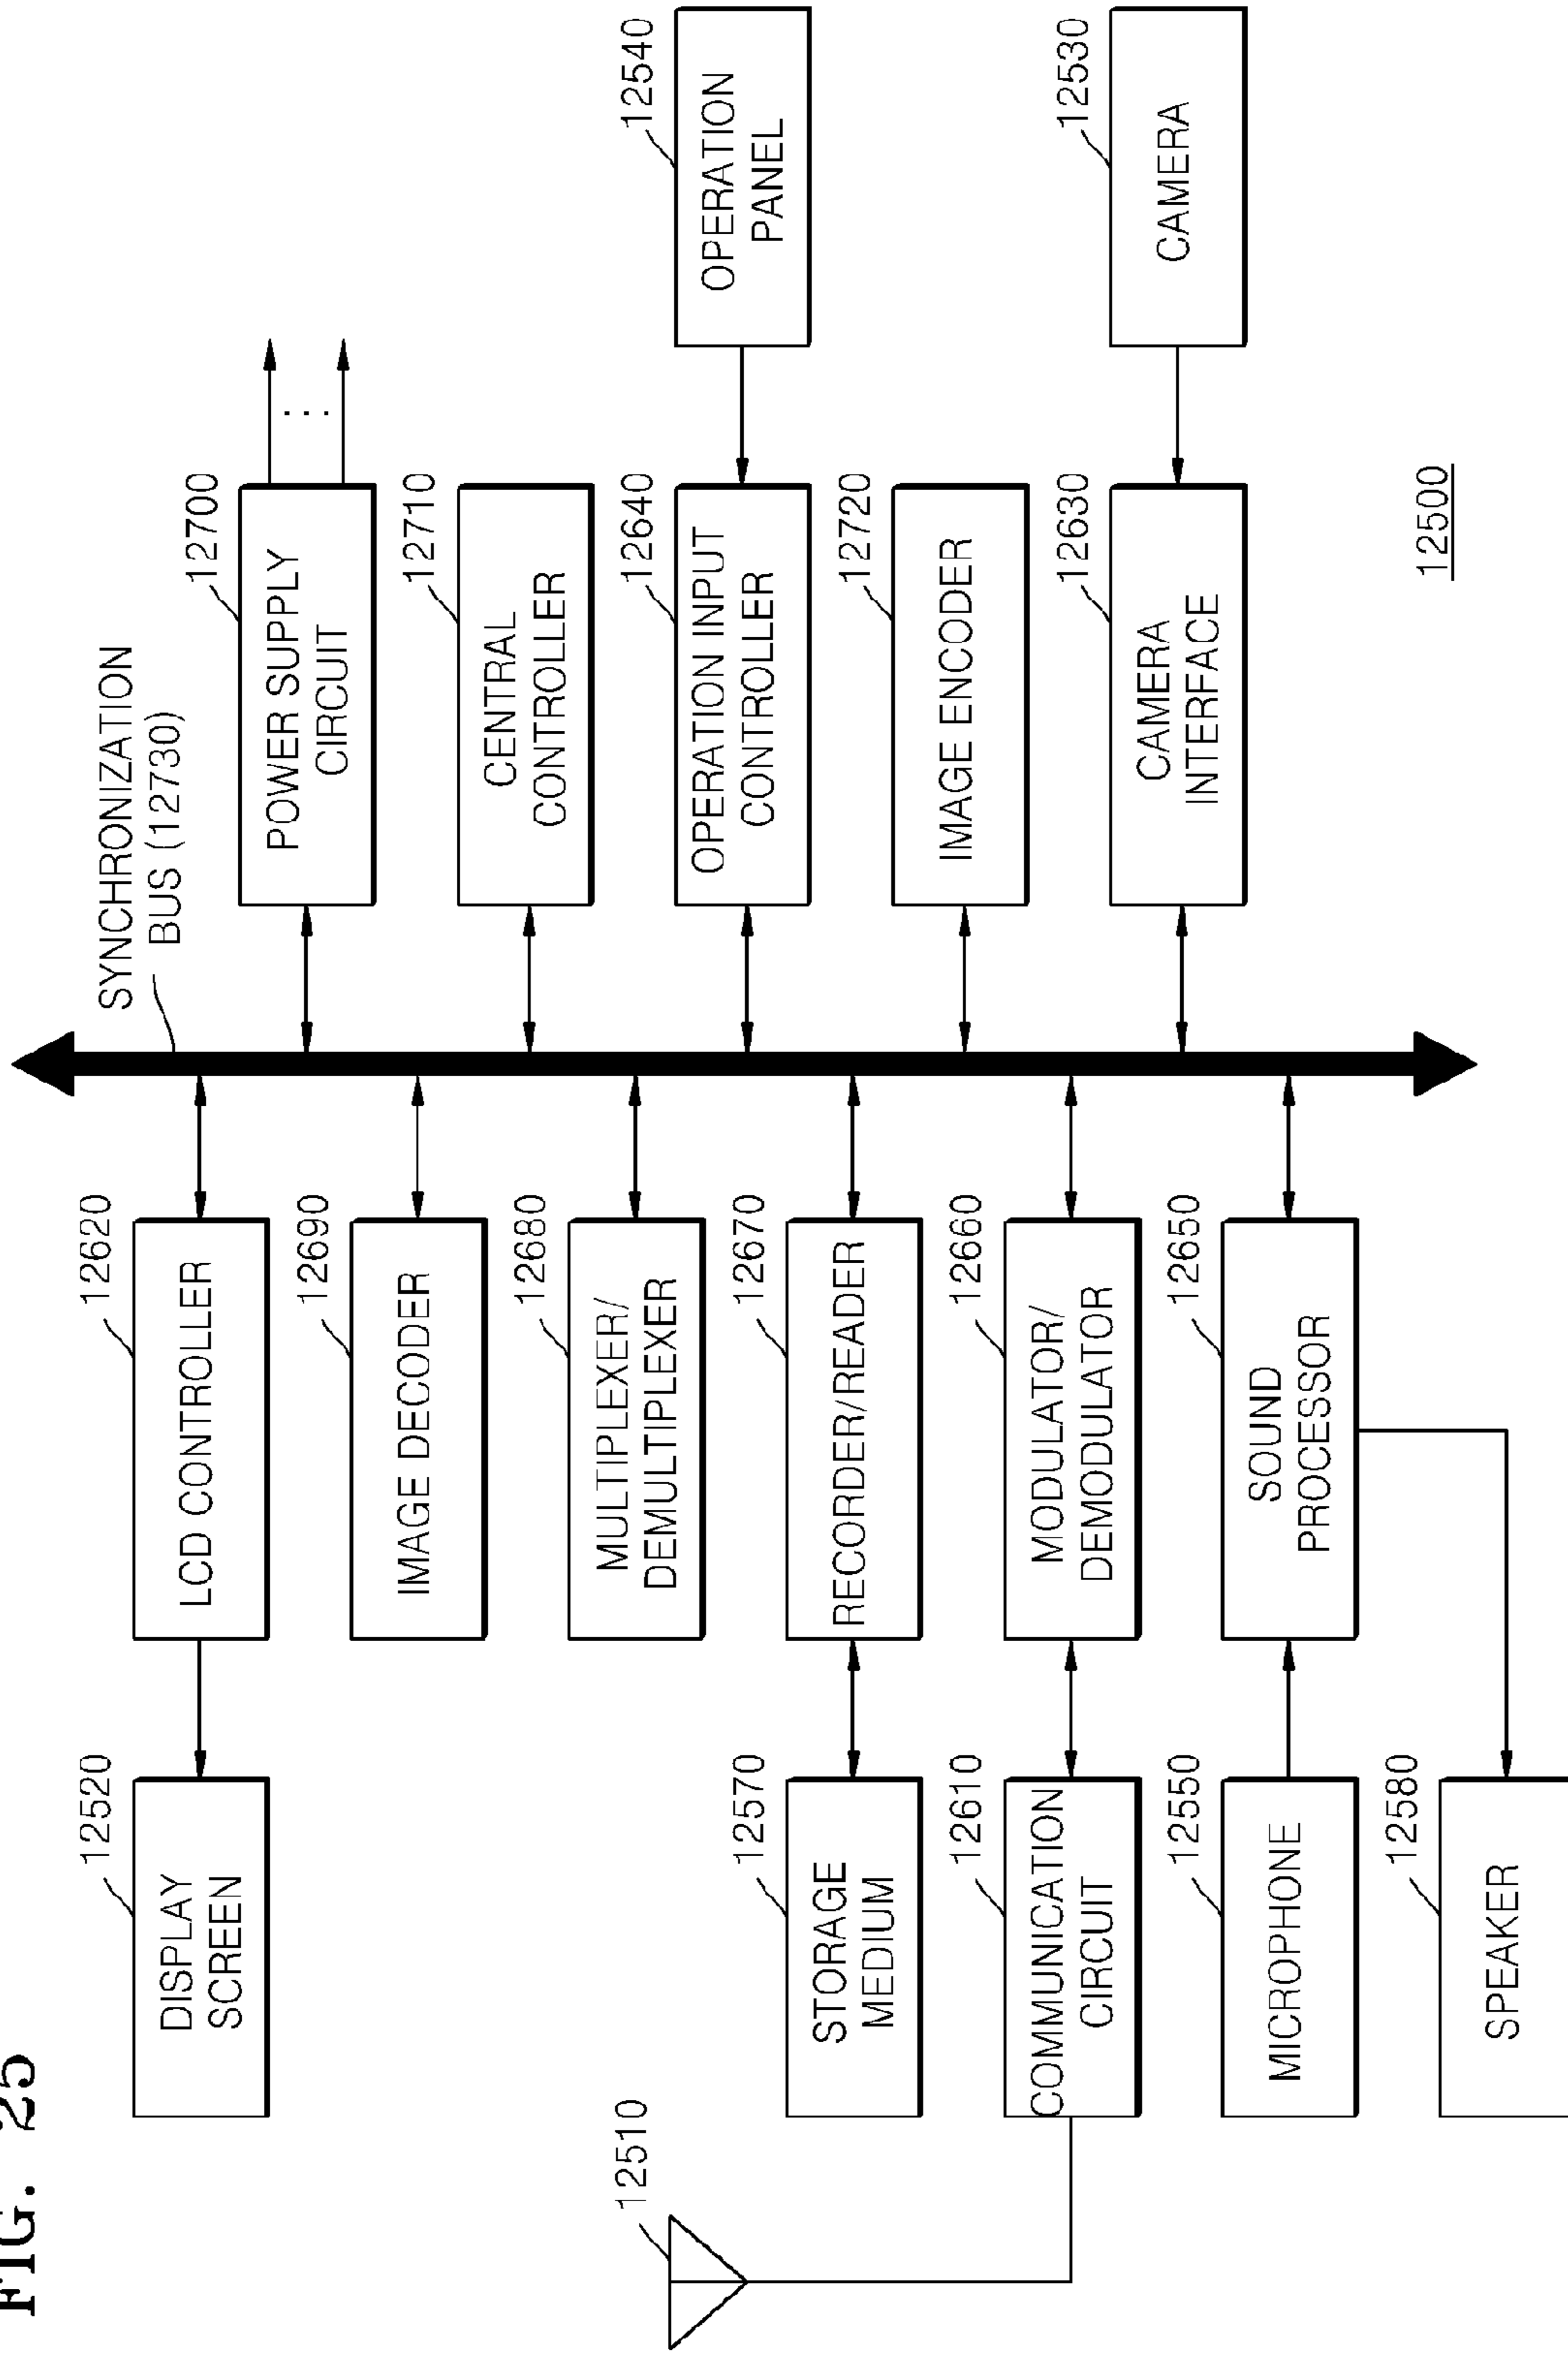 FIG. 25
12510
12520
DISPLAY
SCREEN
12570
STORAGE
MEDIUM
12610
COMMUNICATION
CIRCUIT
12550
MICROPHONE
12580
SPEAKER
12620
LCD CONTROLLER
12690
IMAGE DECODER
12680
MULTIPLEXER/
DEMULTIPLEXER
12670
RECORDER/READER
12660
MODULATOR/
DEMODULATOR
12650
SOUND
PROCESSOR
SYNCHRONIZATION
BUS (12730)
12700
POWER SUPPLY
CIRCUIT
12710
CENTRAL
CONTROLLER
12640
OPERATION INPUT
CONTROLLER
12720
IMAGE ENCODER
12630
CAMERA
INTERFACE
12540
OPERATION
PANEL
12530
CAMERA
12500